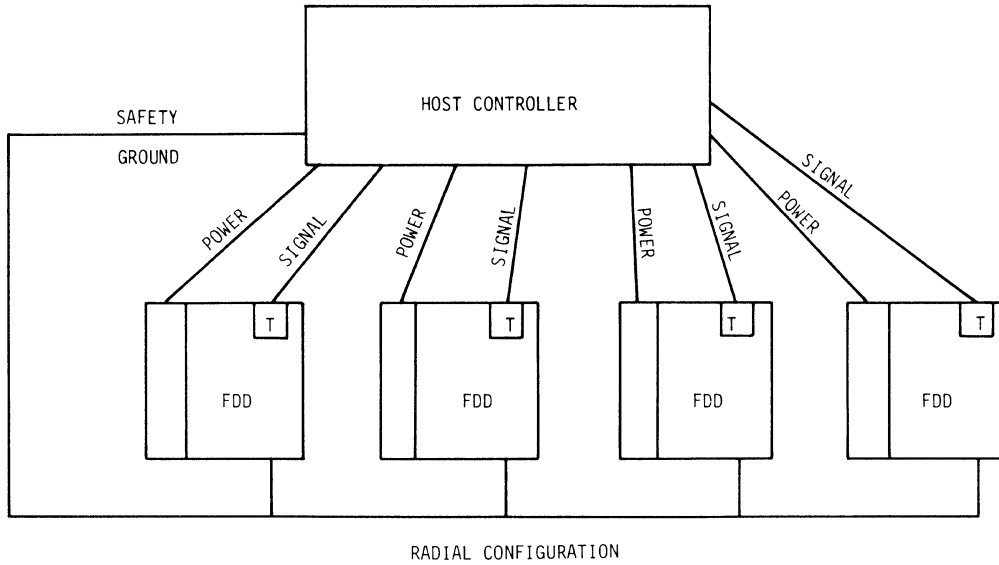 HOST CONTROLLER
SAFETY
GROUND
POWER
SIGNAL
POWER
SIGNAL
POWER
SIGNAL
POWER
SIGNAL
T
T
T
T
FDD
FDD
FDD
FDD
RADIAL CONFIGURATION